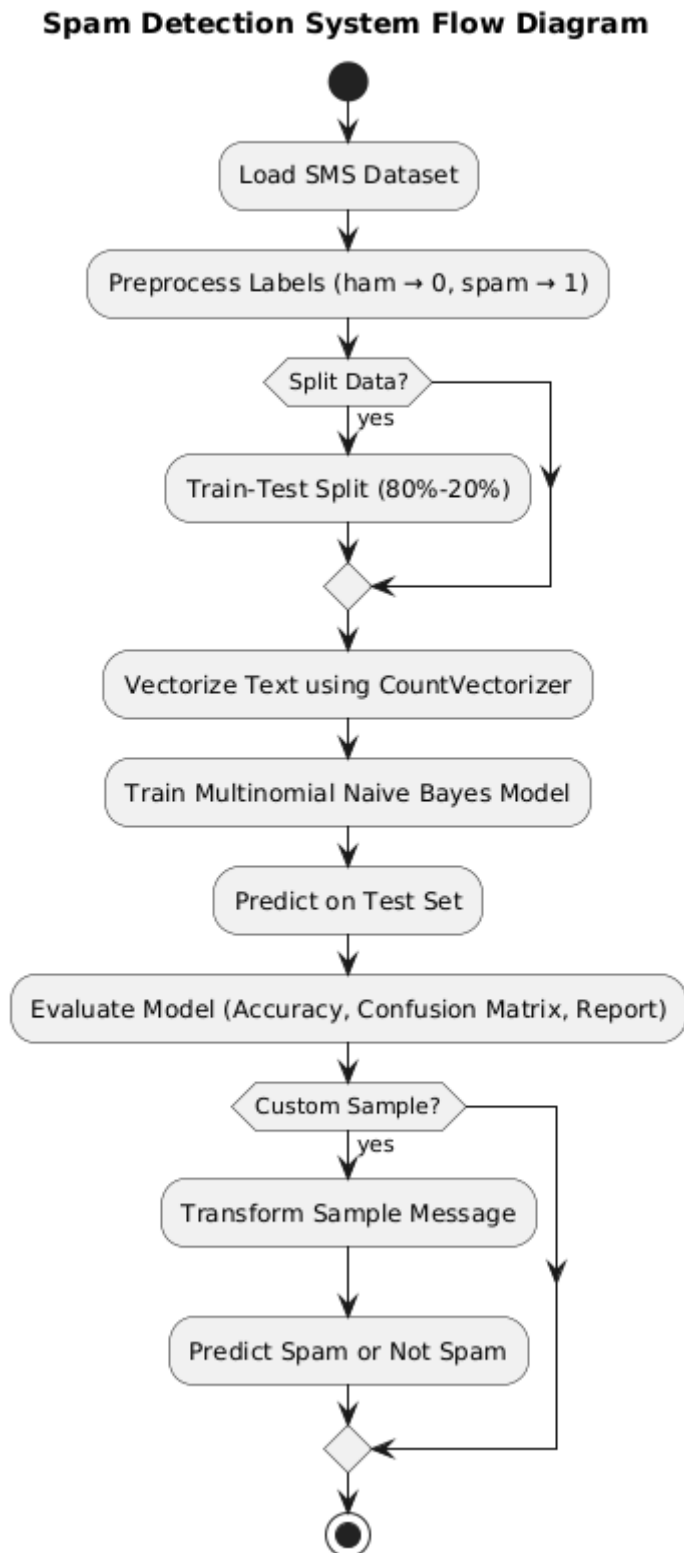 Spam Detection System Flow Diagram
Load SMS Dataset
Preprocess Labels (ham → 0, spam → 1)
Split Data?
yes
Train-Test Split (80%-20%)
Vectorize Text using CountVectorizer
Train Multinomial Naive Bayes Model
Predict on Test Set
Evaluate Model (Accuracy, Confusion Matrix, Report)
Custom Sample?
yes
Transform Sample Message
Predict Spam or Not Spam